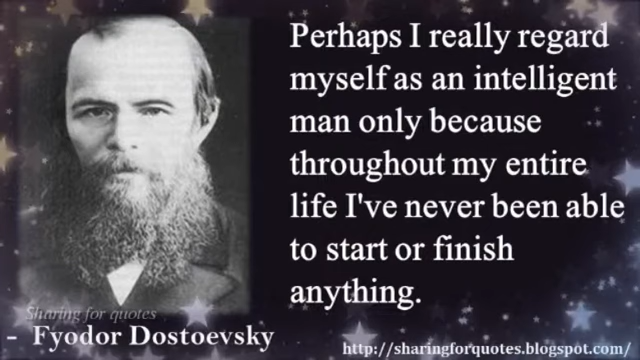 Perhaps I really regard
myself as an intelligent
man only because
throughout my entire
life I've never been able
to start or finish
anything.
Sharing for quotes
- Fyodor Dostoevsky
http://sharingforquotes.blogspot.com/